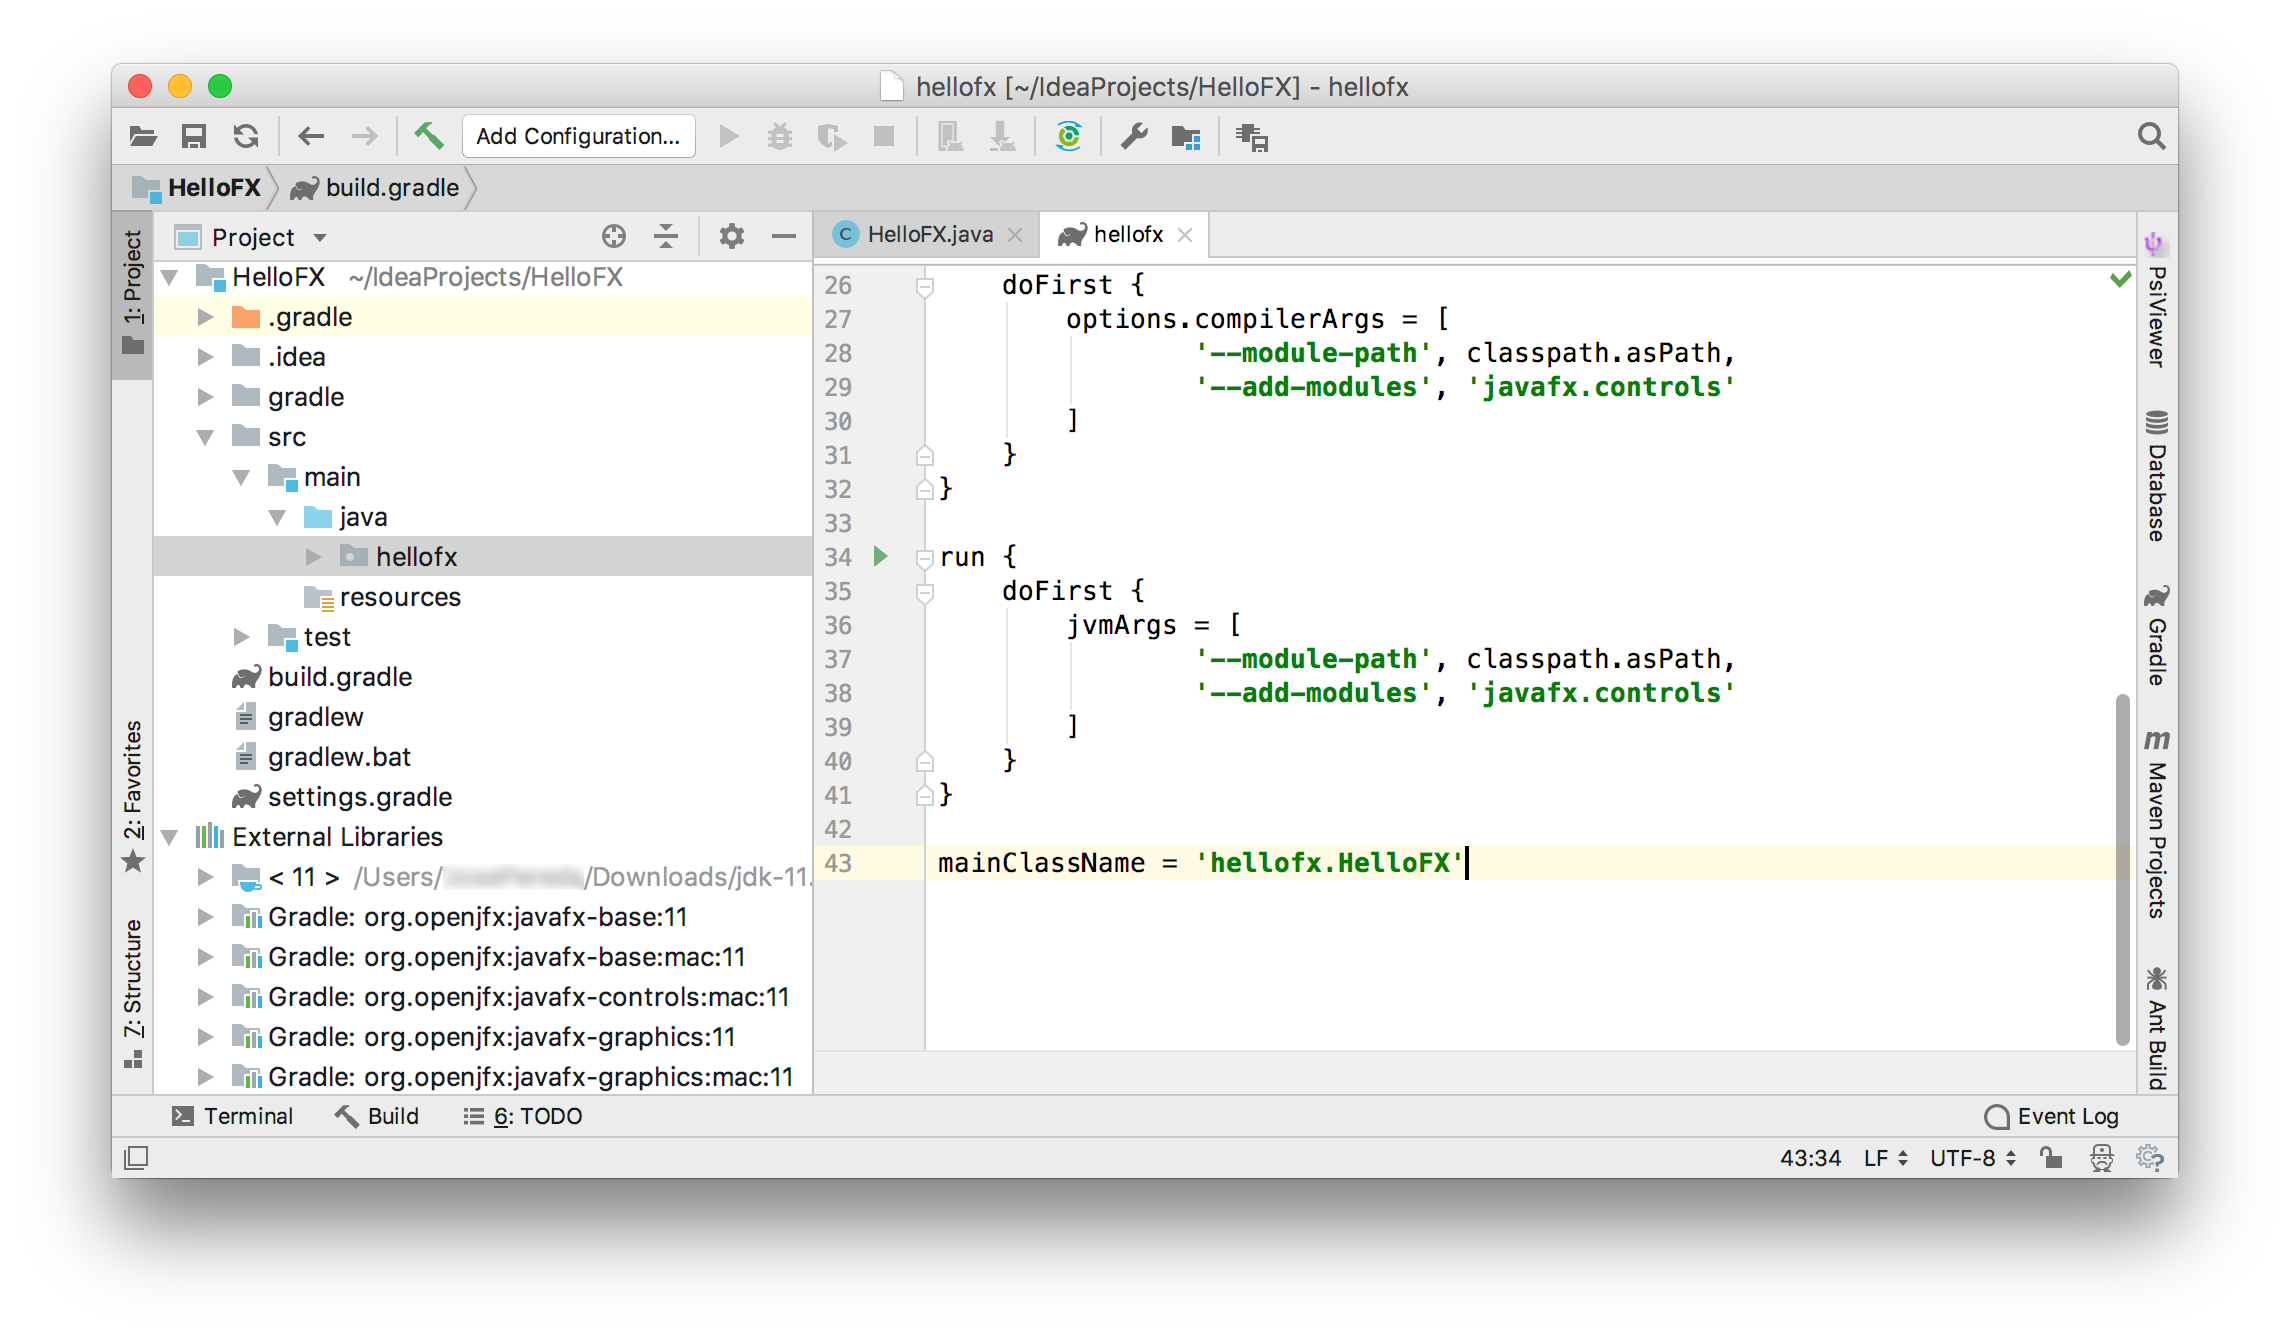 hellofx [~/IdeaProjects/HelloFX] - hellofx
Add Configuration...
HelloFX build.gradle
1: Project
2: Favorites
7: Structure
Project
HelloFX ~/IdeaProjects/HelloFX
.gradle
.idea
gradle
src
main
java
hellofx
resources
test
build.gradle
gradlew
gradlew.bat
settings.gradle
External Libraries
< 11 > /Users/ /Downloads/jdk-11.
Gradle: org.openjfx:javafx-base:11
Gradle: org.openjfx:javafx-base:mac:11
Gradle: org.openjfx:javafx-controls:mac:11
Gradle: org.openjfx:javafx-graphics:11
Gradle: org.openjfx:javafx-graphics:mac:11
C HelloFX.java hellofx
26 doFirst {
27 options.compilerArgs = [
28 '--module-path', classpath.asPath,
29 '--add-modules', 'javafx.controls'
30 ]
31 }
32 }
33
34 run {
35 doFirst {
36 jvmArgs = [
37 '--module-path', classpath.asPath,
38 '--add-modules', 'javafx.controls'
39 ]
40 }
41 }
42
43 mainClassName = 'hellofx.HelloFX'
PsiViewer
Database
Gradle
m Maven Projects
Ant Build
Terminal Build 6: TODO Event Log
43:34 LF UTF-8